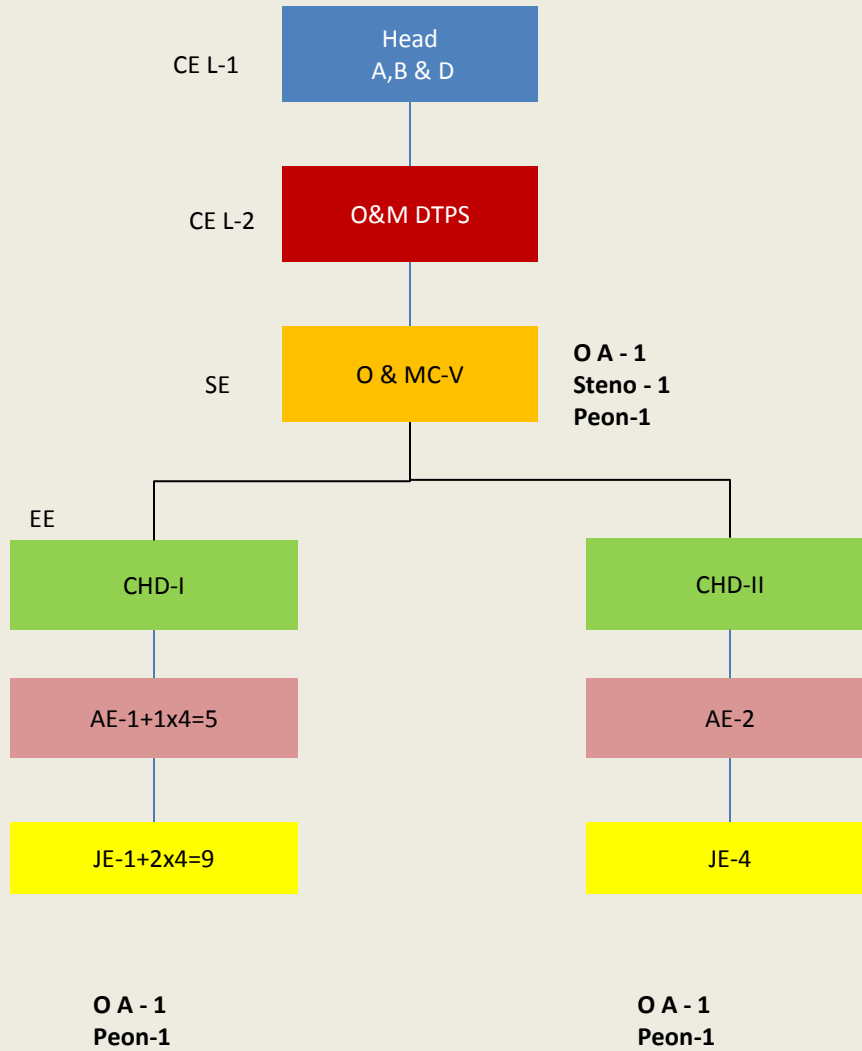 Head
A,B & D
CE L-1
CE L-2
O&M DTPS
SE
O & MC-V
O A - 1
Steno - 1
Peon-1
EE
CHD-I
CHD-II
AE-1+1x4=5
AE-2
JE-1+2x4=9
JE-4
O A - 1
Peon-1
O A - 1
Peon-1